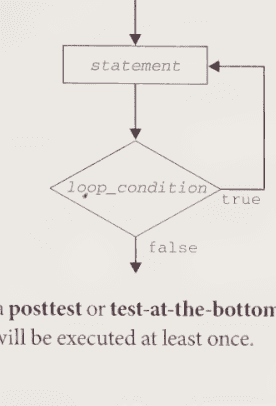 statement
loop_condition
true
false
posttest or test-at-the-bottom
will be executed at least once.